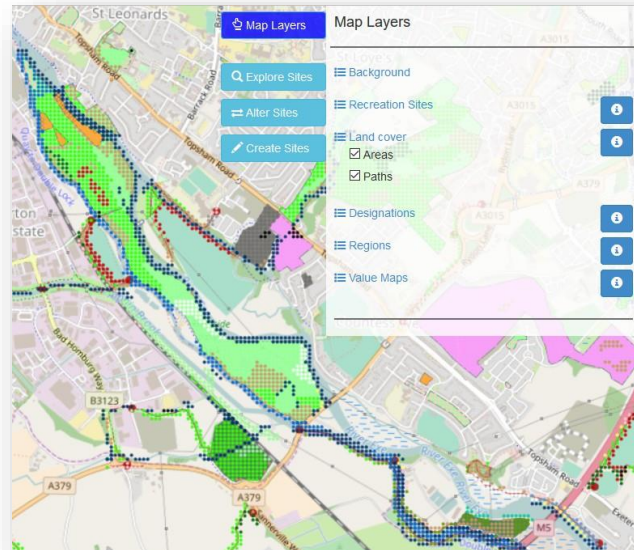 St Leonards
Topsham Road
Barrack Road
Map Layers
Explore Sites
Alter Sites
Create Sites
Map Layers
Background
Recreation Sites
Land cover
Areas
Paths
Designations
Regions
Value Maps
A3015
A3015
A3015
A379
Topsham Road
Bad Homburg Way
B3123
A379
A379
Topsham Road
M5